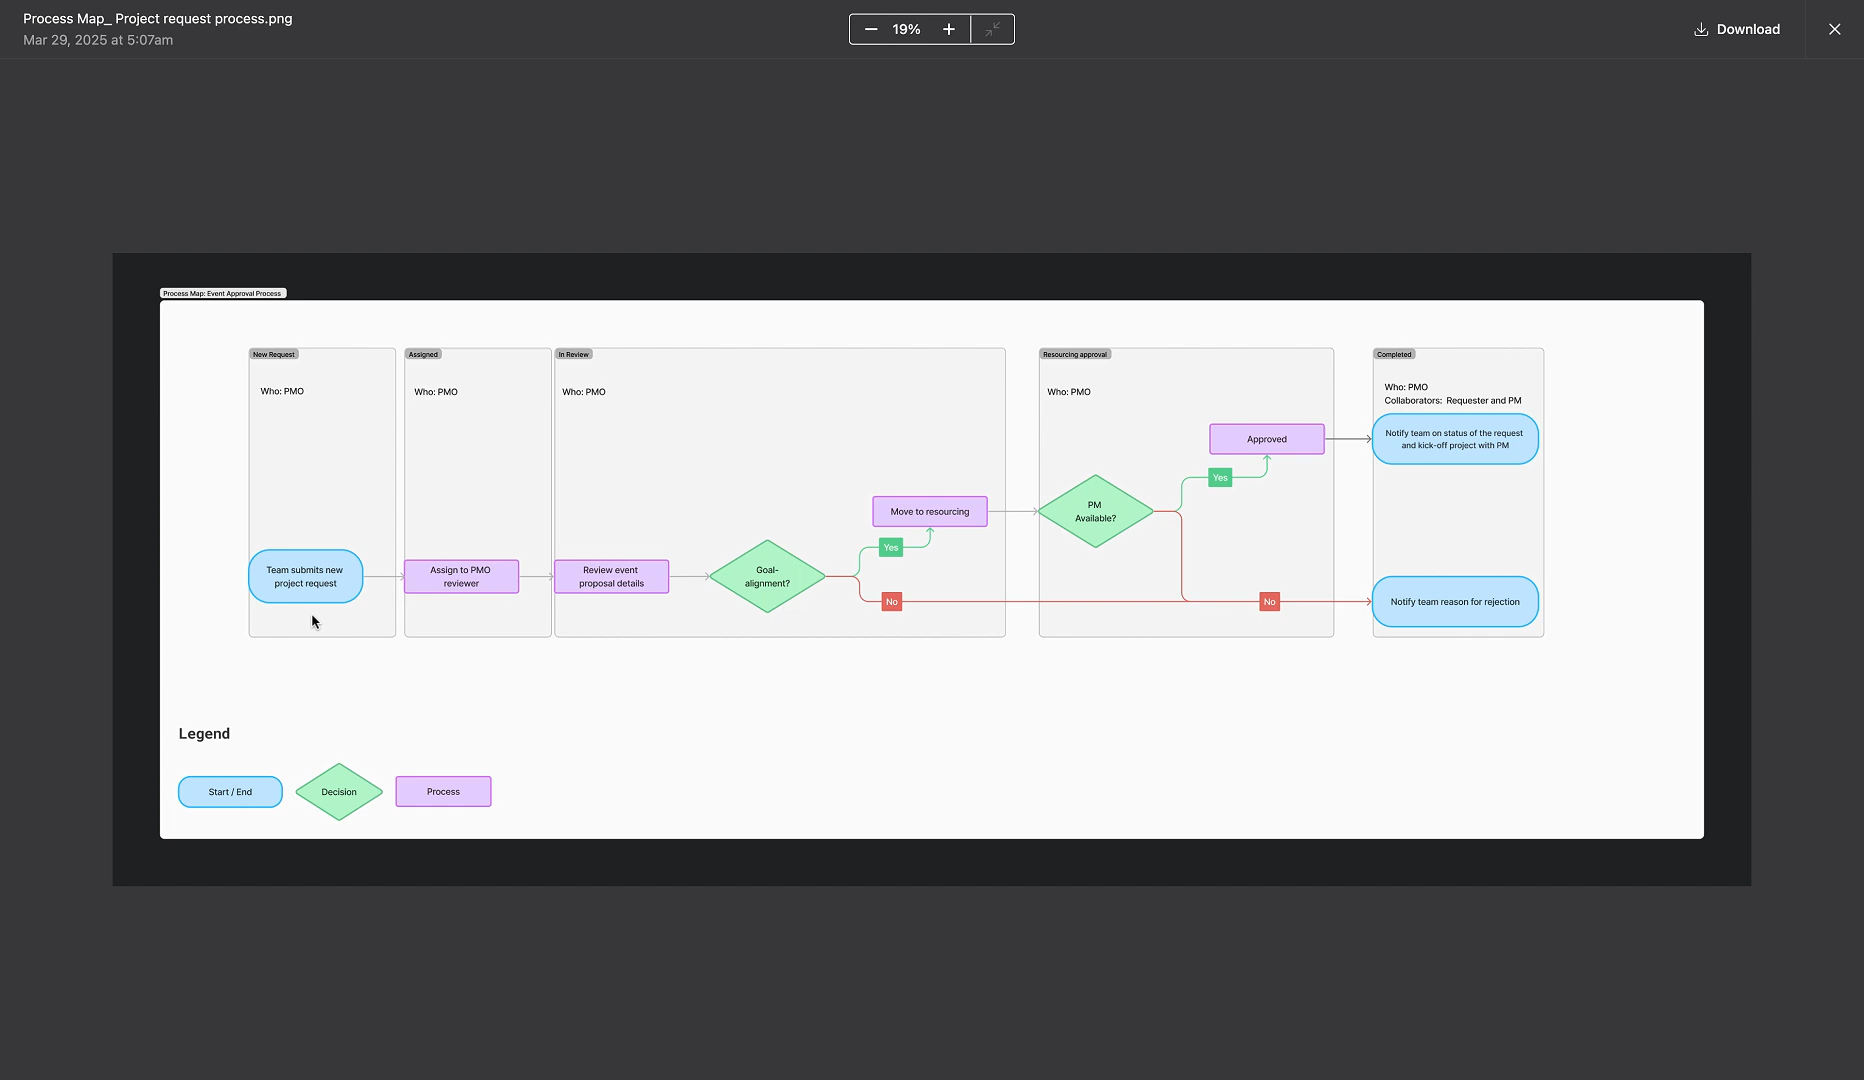 Process Map_ Project request process.png
Mar 29, 2025 at 5:07am
19%
Download
Process Map: Event Approval Process
New Request
Who: PMO
Team submits new
project request
Assigned
Who: PMO
Assign to PMO
reviewer
In Review
Who: PMO
Review event
proposal details
Goal-
alignment?
Yes
Move to resourcing
No
Resourcing approval
Who: PMO
PM
Available?
Yes
Approved
No
Completed
Who: PMO
Collaborators: Requester and PM
Notify team on status of the request
and kick-off project with PM
Notify team reason for rejection
Legend
Start / End
Decision
Process